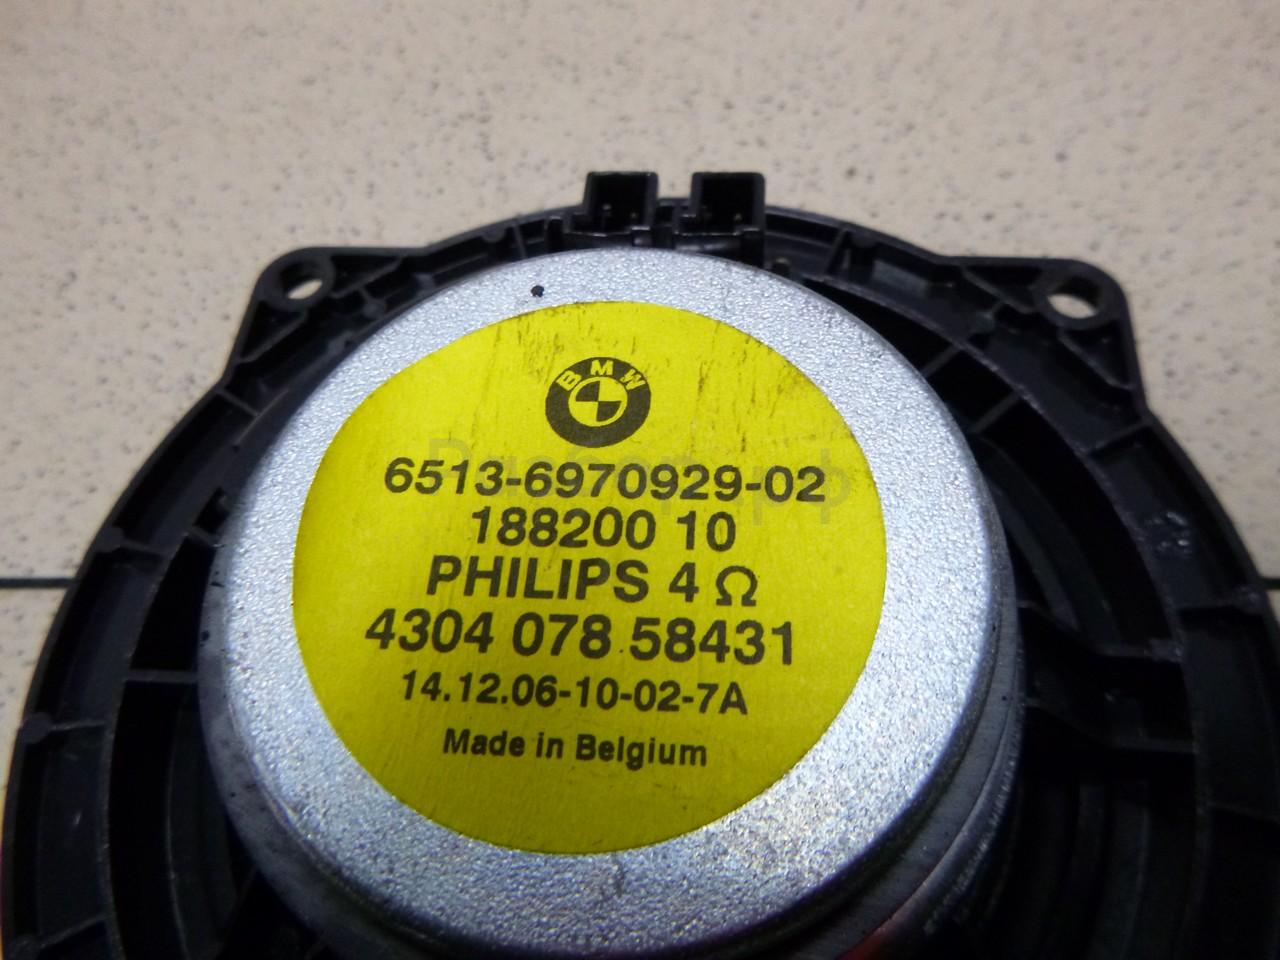 BMW
6513-6970929-02
188200 10
PHILIPS 4 Ω
4304 078 58431
14.12.06-10-02-7A
Made in Belgium